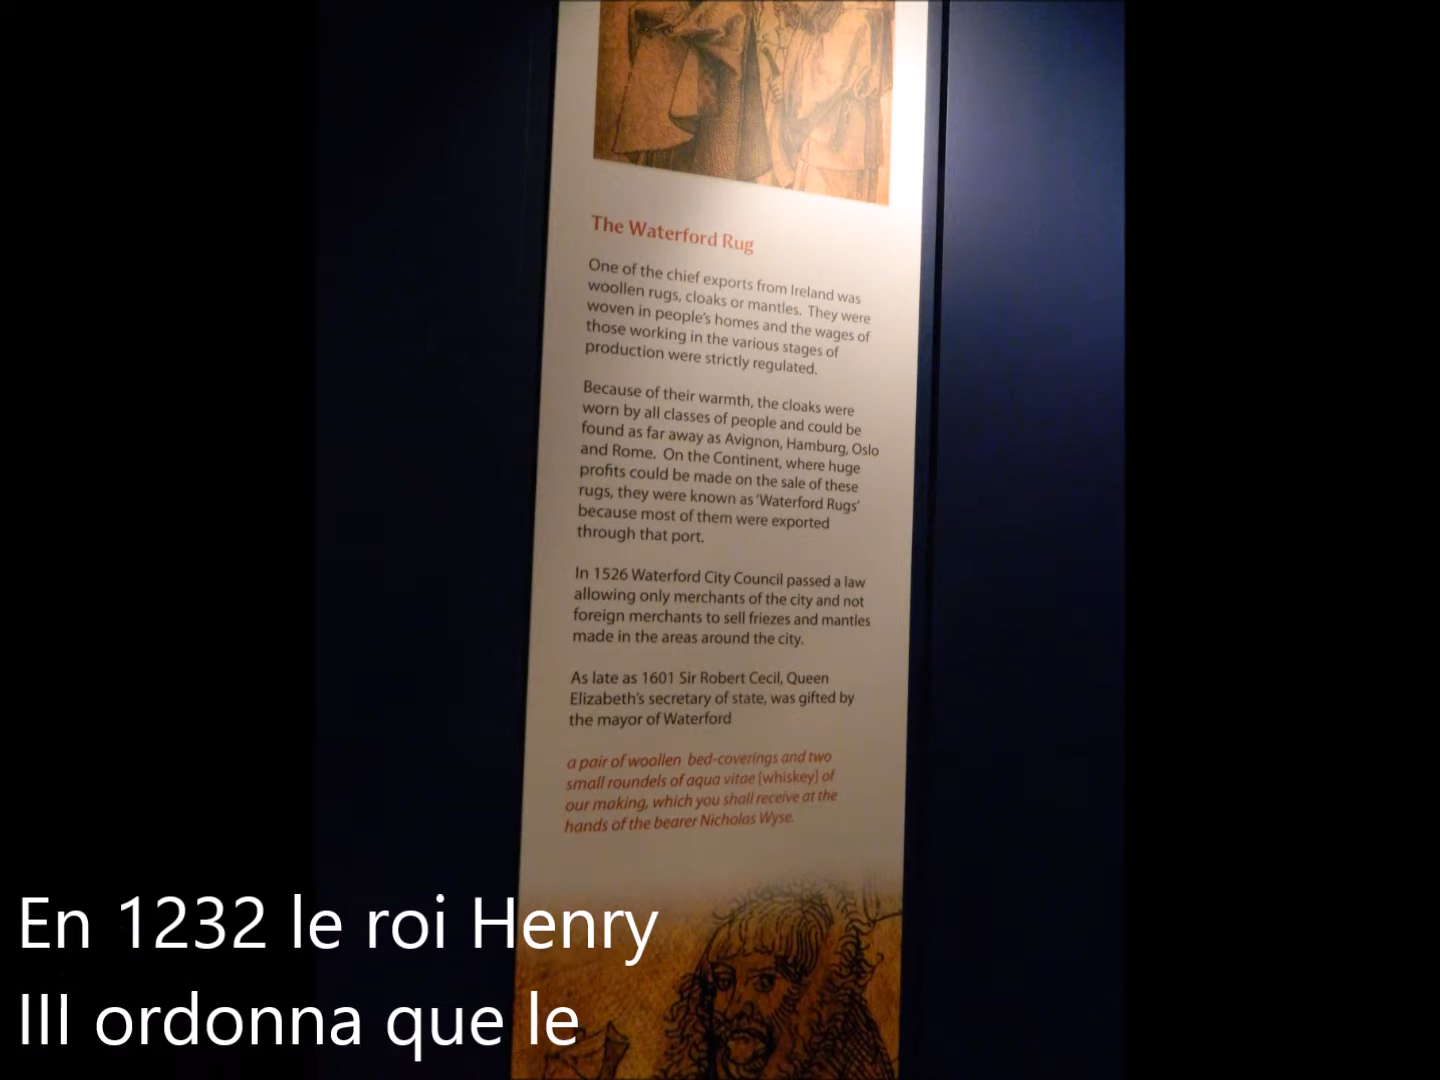 The Waterford Rug
One of the chief exports from Ireland was
woollen rugs, cloaks or mantles. They were
woven in people's homes and the wages of
those working in the various stages of
production were strictly regulated.
Because of their warmth, the cloaks were
worn by all classes of people and could be
found as far away as Avignon, Hamburg, Oslo
and Rome. On the Continent, where huge
profits could be made on the sale of these
rugs, they were known as 'Waterford Rugs'
because most of them were exported
through that port.
In 1526 Waterford City Council passed a law
allowing only merchants of the city and not
foreign merchants to sell friezes and mantles
made in the areas around the city.
As late as 1601 Sir Robert Cecil, Queen
Elizabeth's secretary of state, was gifted by
the mayor of Waterford
a pair of woollen bed-coverings and two
small roundels of aqua vitae [whiskey] of
our making, which you shall receive at the
hands of the bearer Nicholas Wyse.
En 1232 le roi Henry
III ordonna que le